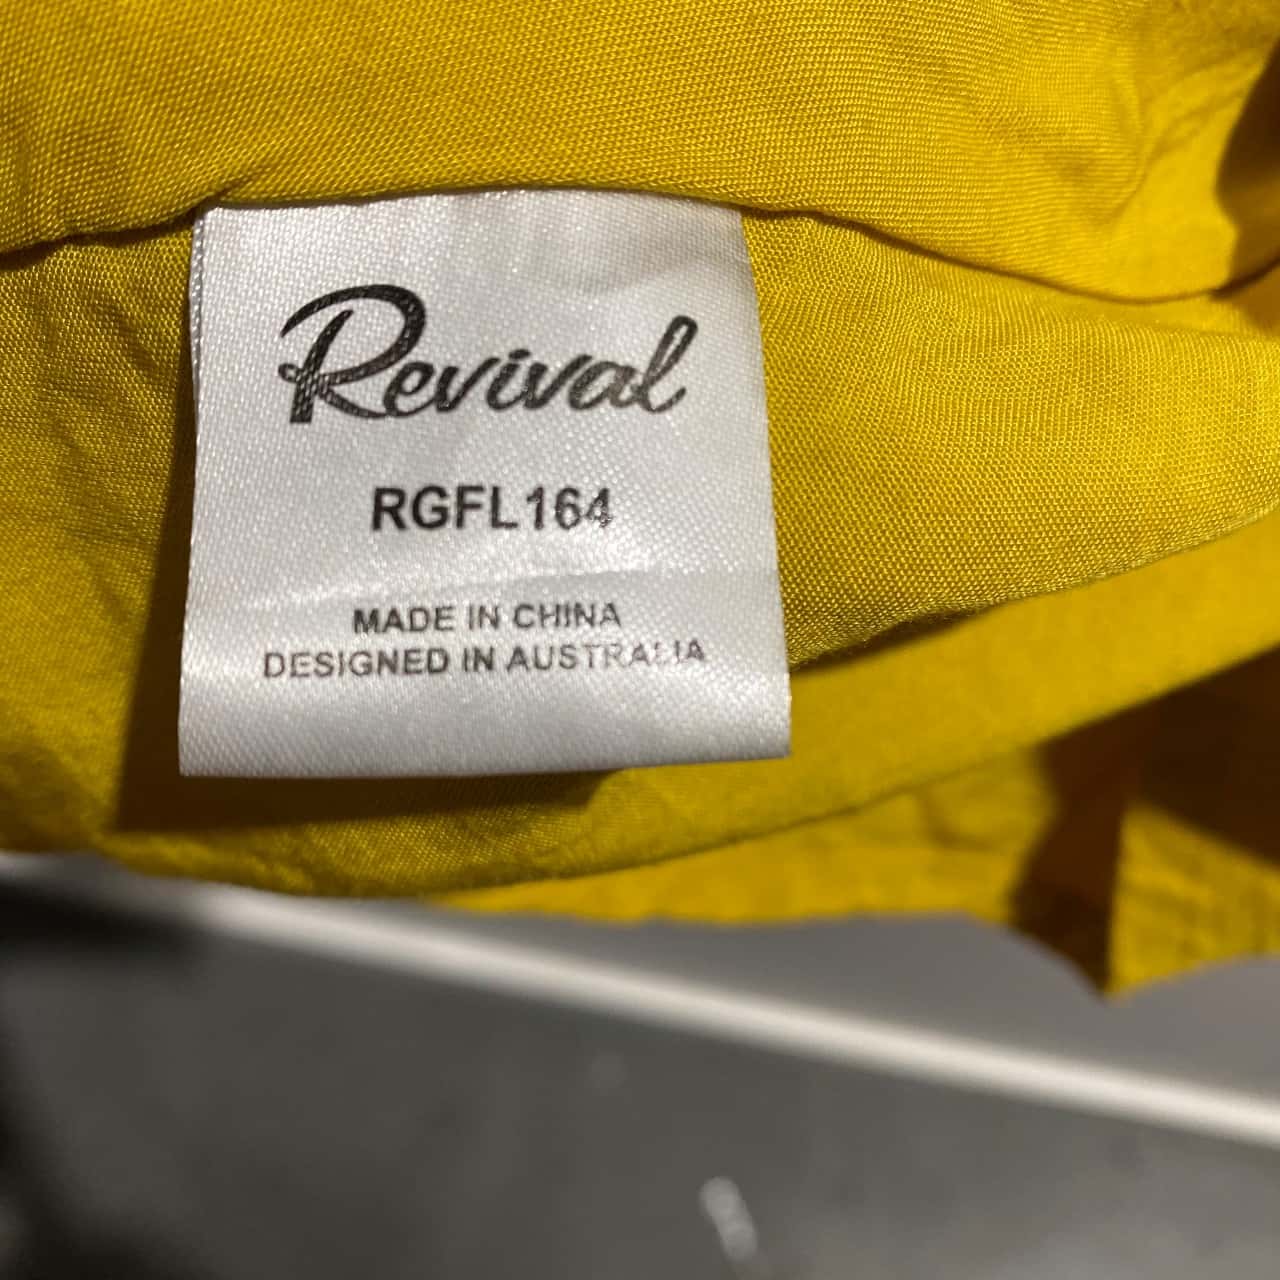 Revival
RGFL164
MADE IN CHINA
DESIGNED IN AUSTRALIA